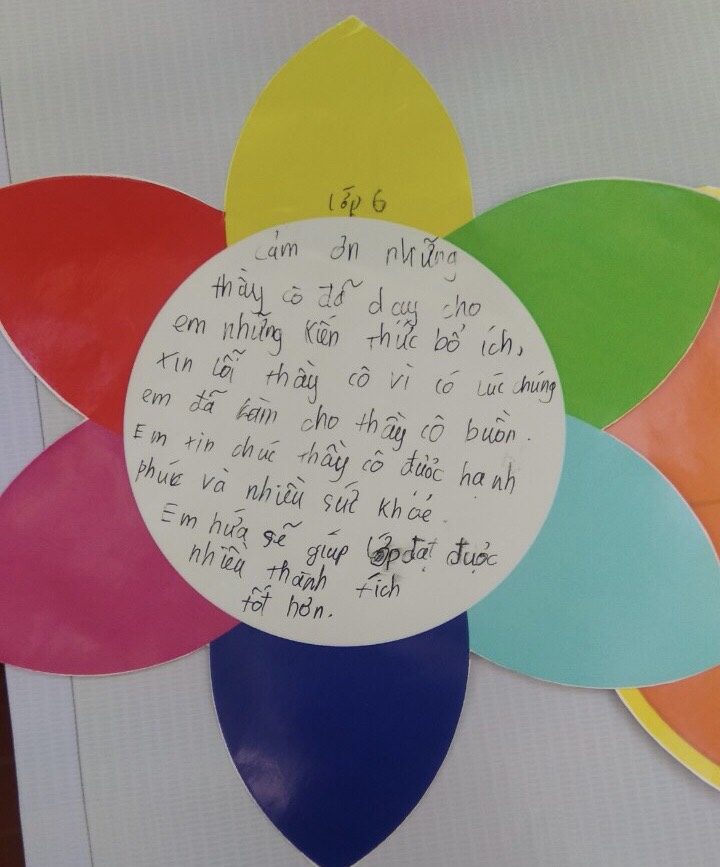 lớp 6
cảm ơn những
thầy cô đã dạy cho
em những kiến thức bổ ích,
xin lỗi thầy cô vì có lúc chúng
em đã làm cho thầy cô buồn.
Em xin chúc thầy cô được hạnh
phúc và nhiều sức khỏe.
Em hứa sẽ giúp lớp đạt được
nhiều thành tích
tốt hơn.